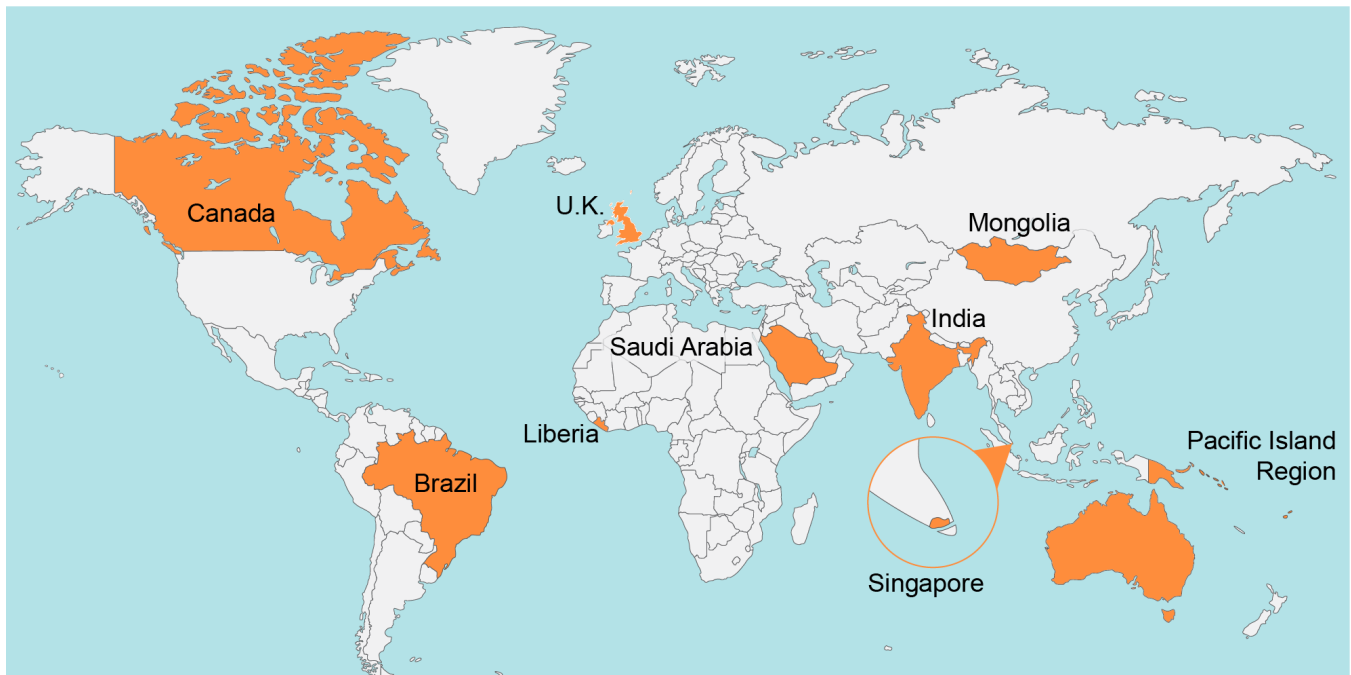 U.K.
Canada
Mongolia
India
Saudi Arabia
Liberia
Pacific Island
Region
Brazil
Singapore